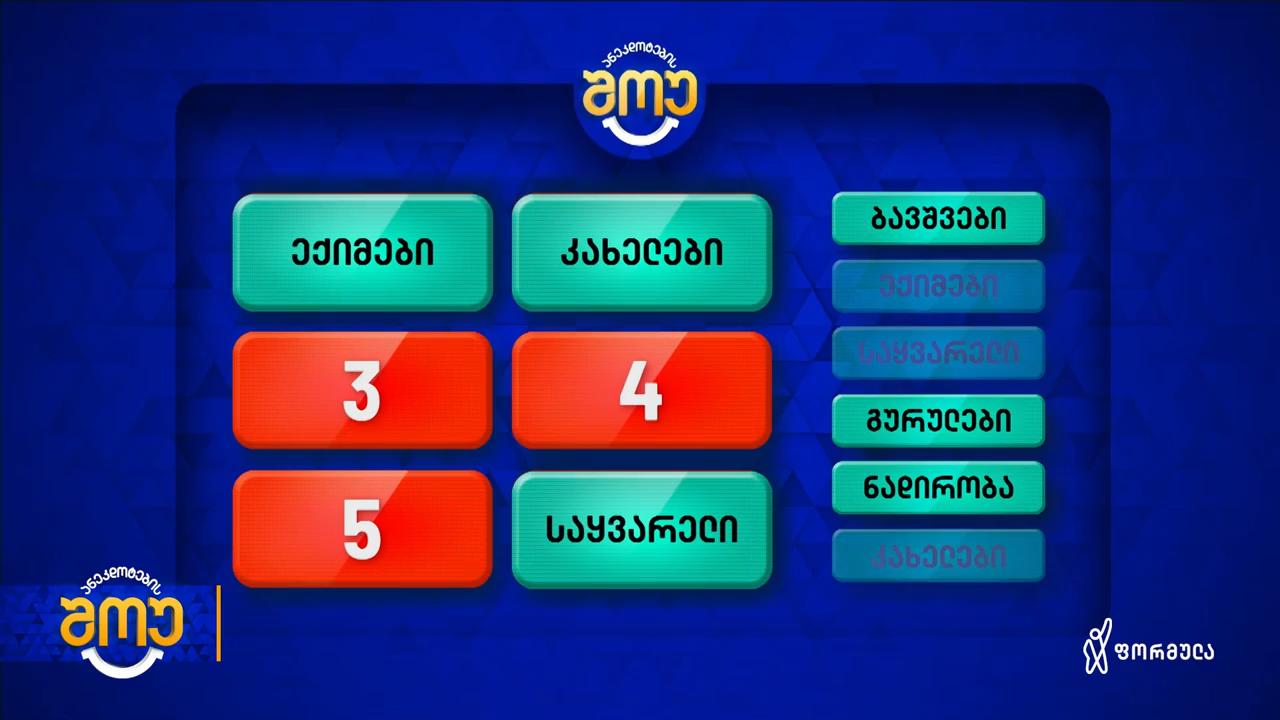 ანეკდოტების
შოუ
ექიმები
კახელები
3
4
5
საყვარელი
ბავშვები
ექიმები
საყვარელი
გურულები
ნადირობა
კახელები
ანეკდოტების
შოუ
ფორმულა